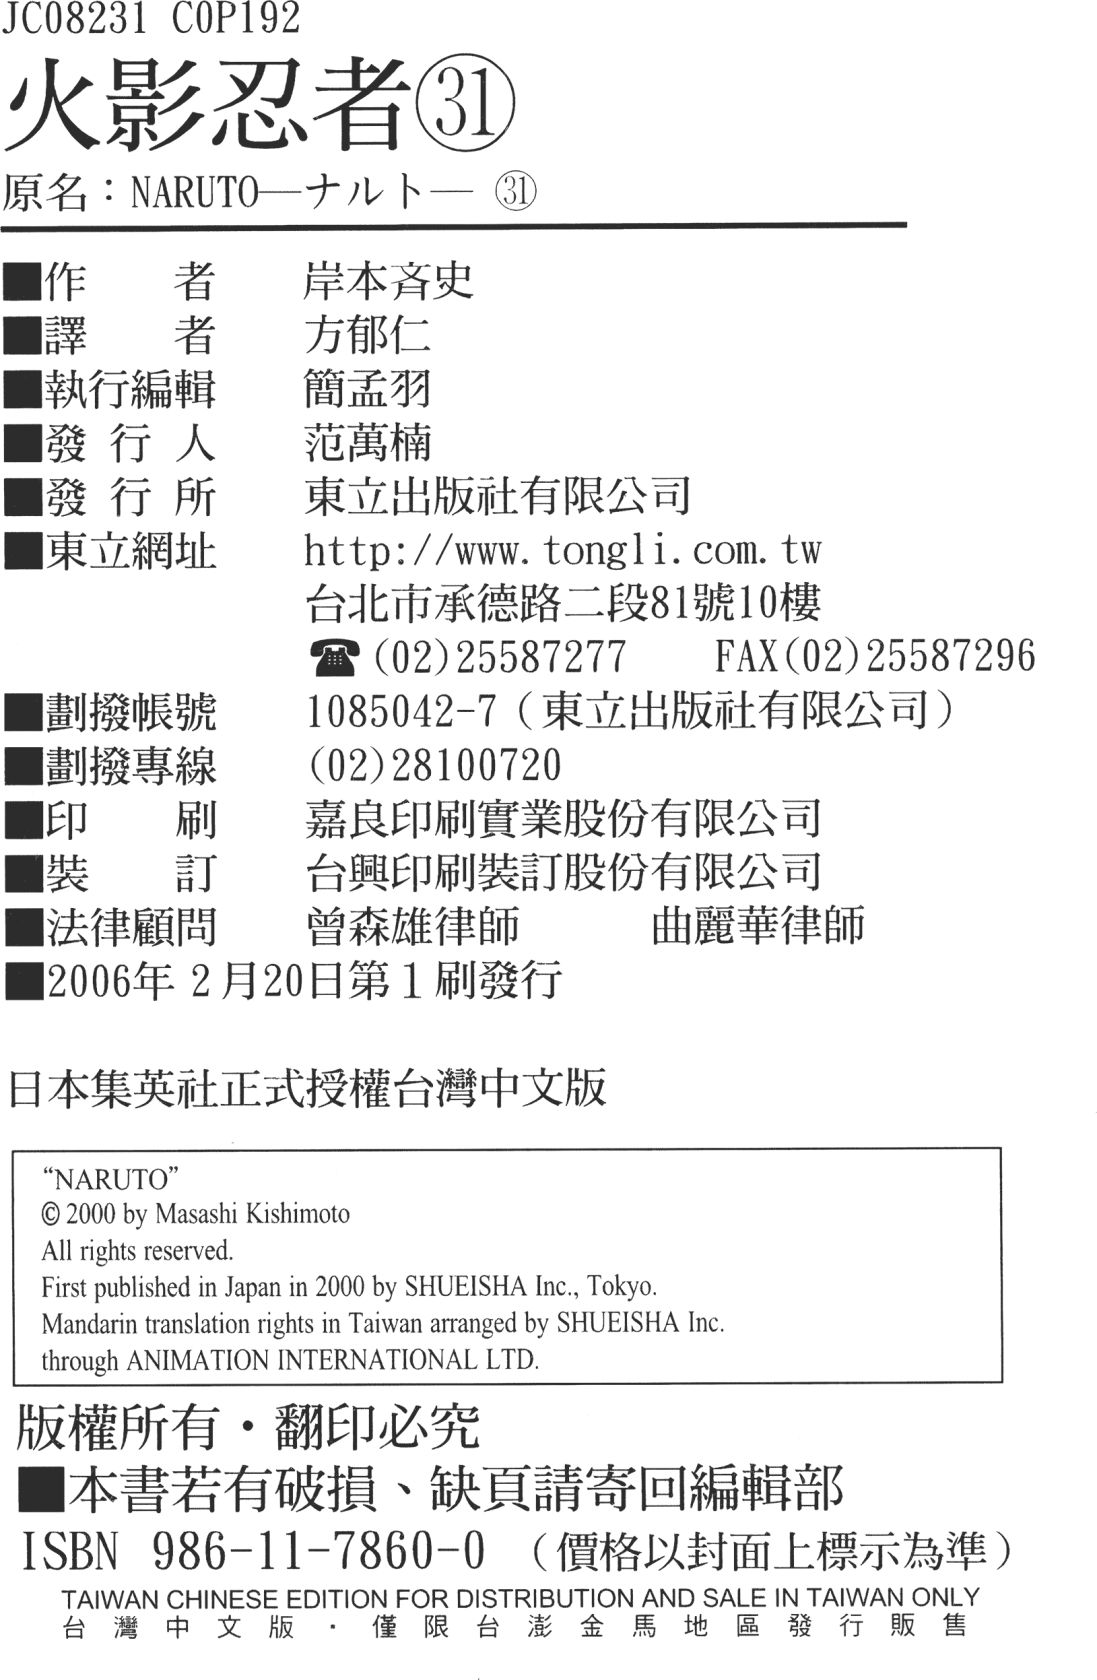 JC08231 C0P192
火影忍者㉛
原名：NARUTO—ナルト— ㉛
■作者 岸本斉史
■譯者 方郁仁
■執行編輯 簡孟羽
■發行人 范萬楠
■發行所 東立出版社有限公司
■東立網址 http://www.tongli.com.tw
台北市承德路二段81號10樓
☎(02)25587277 FAX(02)25587296
■劃撥帳號 1085042-7（東立出版社有限公司）
■劃撥專線 (02)28100720
■印刷 嘉良印刷實業股份有限公司
■裝訂 台興印刷裝訂股份有限公司
■法律顧問 曾森雄律師 曲麗華律師
■2006年2月20日第1刷發行
日本集英社正式授權台灣中文版
“NARUTO”
© 2000 by Masashi Kishimoto
All rights reserved.
First published in Japan in 2000 by SHUEISHA Inc., Tokyo.
Mandarin translation rights in Taiwan arranged by SHUEISHA Inc.
through ANIMATION INTERNATIONAL LTD.
版權所有・翻印必究
■本書若有破損、缺頁請寄回編輯部
ISBN 986-11-7860-0（價格以封面上標示為準）
TAIWAN CHINESE EDITION FOR DISTRIBUTION AND SALE IN TAIWAN ONLY
台灣中文版・僅限台澎金馬地區發行販售